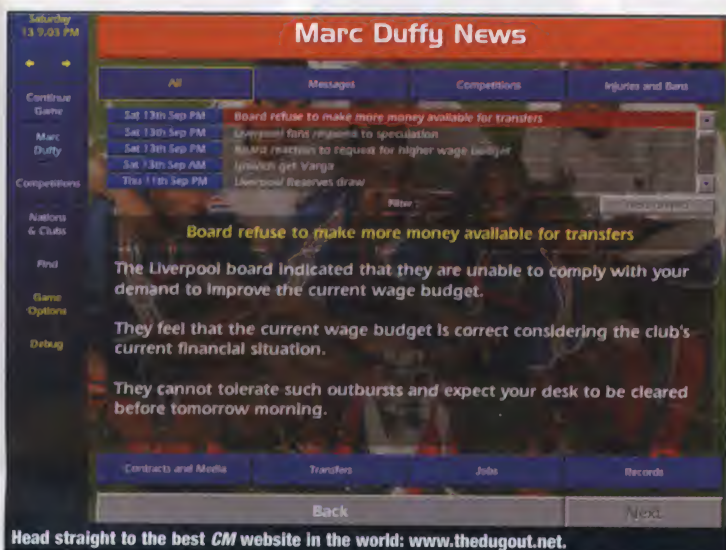 Saturday
13.9.03 PM
Marc Duffy News
All
Messages
Competitions
Injuries and Bans
Continue
Game
Marc
Duffy
Competitions
Nations
& Clubs
Find
Game
Options
Debug
Sat 13th Sep PM Board refuse to make more money available for transfers
Sat 13th Sep PM Liverpool fans respond to speculation
Sat 13th Sep PM Board reaction to request for higher wage budget
Sat 13th Sep AM Ipswich get Varga
Thu 11th Sep PM Liverpool Reserves draw
Filter :
Board refuse to make more money available for transfers
The Liverpool board indicated that they are unable to comply with your
demand to improve the current wage budget.
They feel that the current wage budget is correct considering the club's
current financial situation.
They cannot tolerate such outbursts and expect your desk to be cleared
before tomorrow morning.
Contracts and Media
Transfers
Jobs
Records
Back
Next
Head straight to the best CM website in the world: www.thedugout.net.